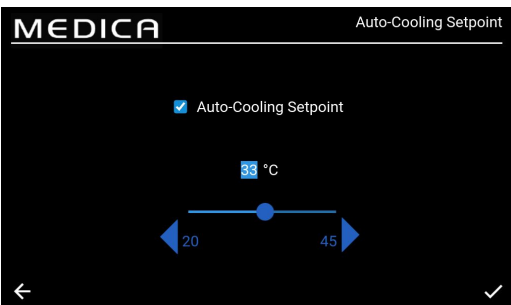 MEDICA
Auto-Cooling Setpoint
Auto-Cooling Setpoint
33 °C
20
45